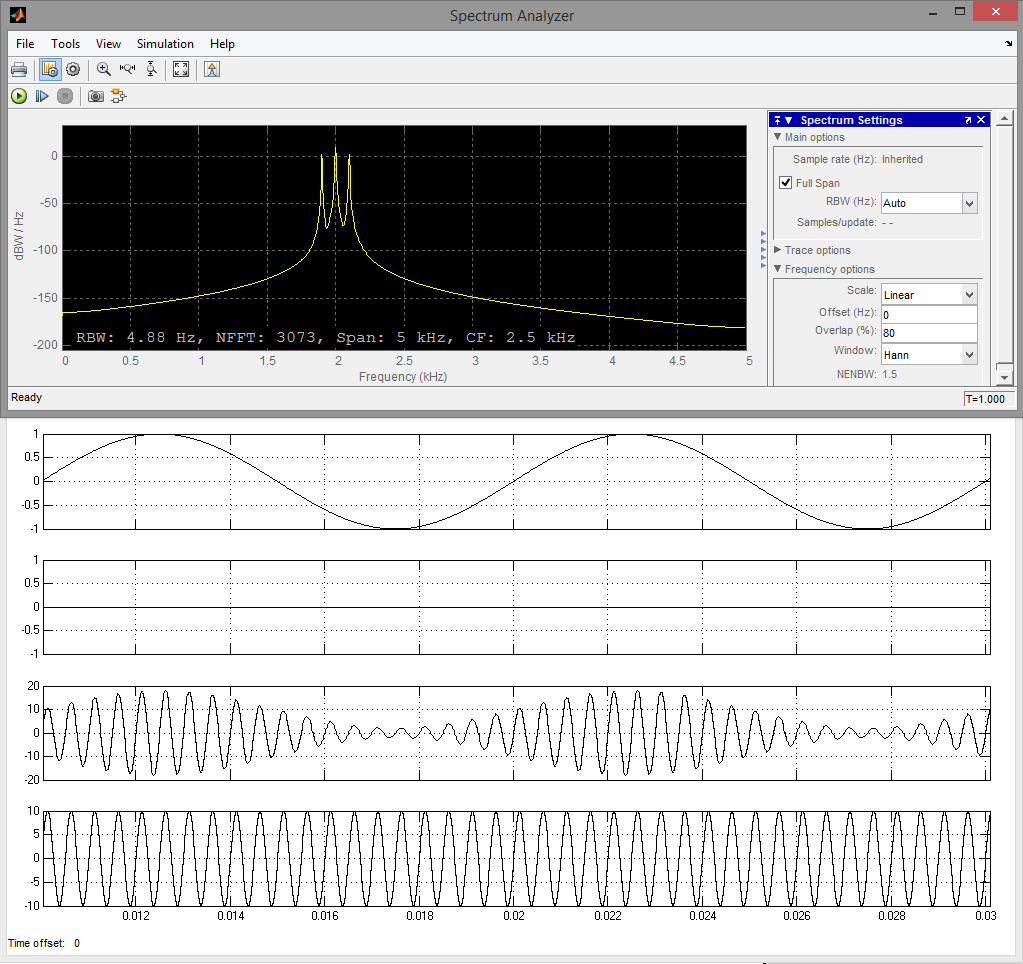 Spectrum Analyzer
File Tools View Simulation Help
Spectrum Settings
Main options
Sample rate (Hz): Inherited
Full Span
RBW (Hz): Auto
Samples/update: - -
Trace options
Frequency options
Scale: Linear
Offset (Hz): 0
Overlap (%): 80
Window: Hann
NENBW: 1.5
dBW / Hz
0
-50
-100
-150
-200
RBW: 4.88 Hz, NFFT: 3073, Span: 5 kHz, CF: 2.5 kHz
0 0.5 1 1.5 2 2.5 3 3.5 4 4.5 5
Frequency (kHz)
Ready
T=1.000
1
0.5
0
-0.5
-1
1
0.5
0
-0.5
-1
20
10
0
-10
-20
10
5
0
-5
-10
0.012 0.014 0.016 0.018 0.02 0.022 0.024 0.026 0.028 0.03
Time offset: 0